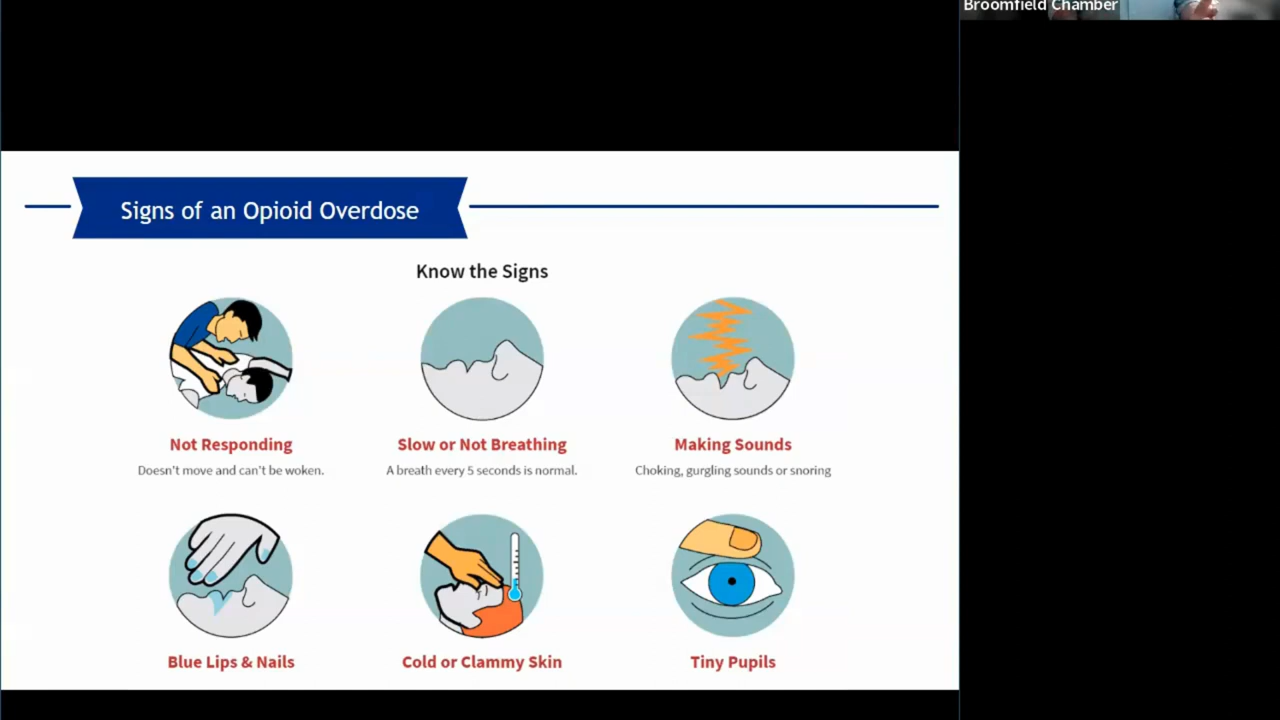 Broomfield Chamber
Signs of an Opioid Overdose
Know the Signs
Not Responding
Doesn't move and can't be woken.
Slow or Not Breathing
A breath every 5 seconds is normal.
Making Sounds
Choking, gurgling sounds or snoring
Blue Lips & Nails
Cold or Clammy Skin
Tiny Pupils